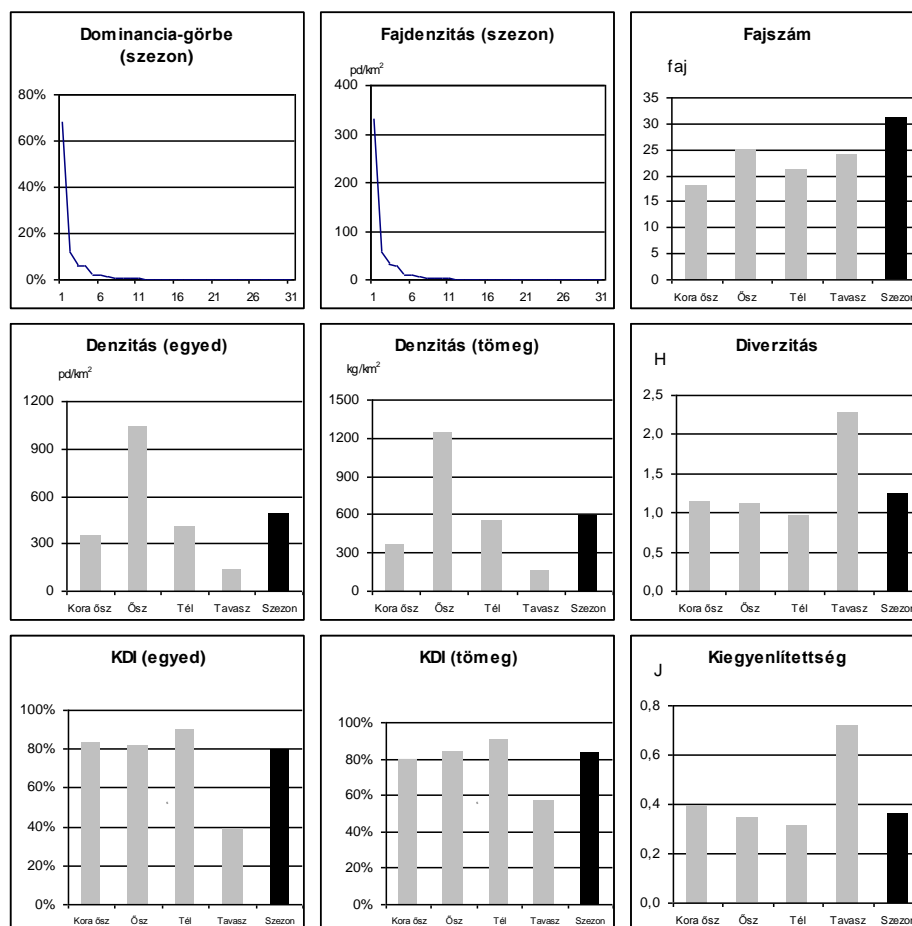 Dominancia-görbe
(szezon)
80%
60%
40%
20%
0%
1 6 11 16 21 26 31
Fajdenzitás (szezon)
pd/km²
400
300
200
100
0
1 6 11 16 21 26 31
Fajszám
faj
35
30
25
20
15
10
5
0
Kora ősz Ősz Tél Tavasz Szezon
Denzitás (egyed)
pd/km²
1200
900
600
300
0
Kora ősz Ősz Tél Tavasz Szezon
Denzitás (tömeg)
kg/km²
1500
1200
900
600
300
0
Kora ősz Ősz Tél Tavasz Szezon
Diverzitás
H
2,5
2,0
1,5
1,0
0,5
0,0
Kora ősz Ősz Tél Tavasz Szezon
KDI (egyed)
100%
80%
60%
40%
20%
0%
Kora ősz Ősz Tél Tavasz Szezon
KDI (tömeg)
100%
80%
60%
40%
20%
0%
Kora ősz Ősz Tél Tavasz Szezon
Kiegyenlítettség
J
0,8
0,6
0,4
0,2
0,0
Kora ősz Ősz Tél Tavasz Szezon